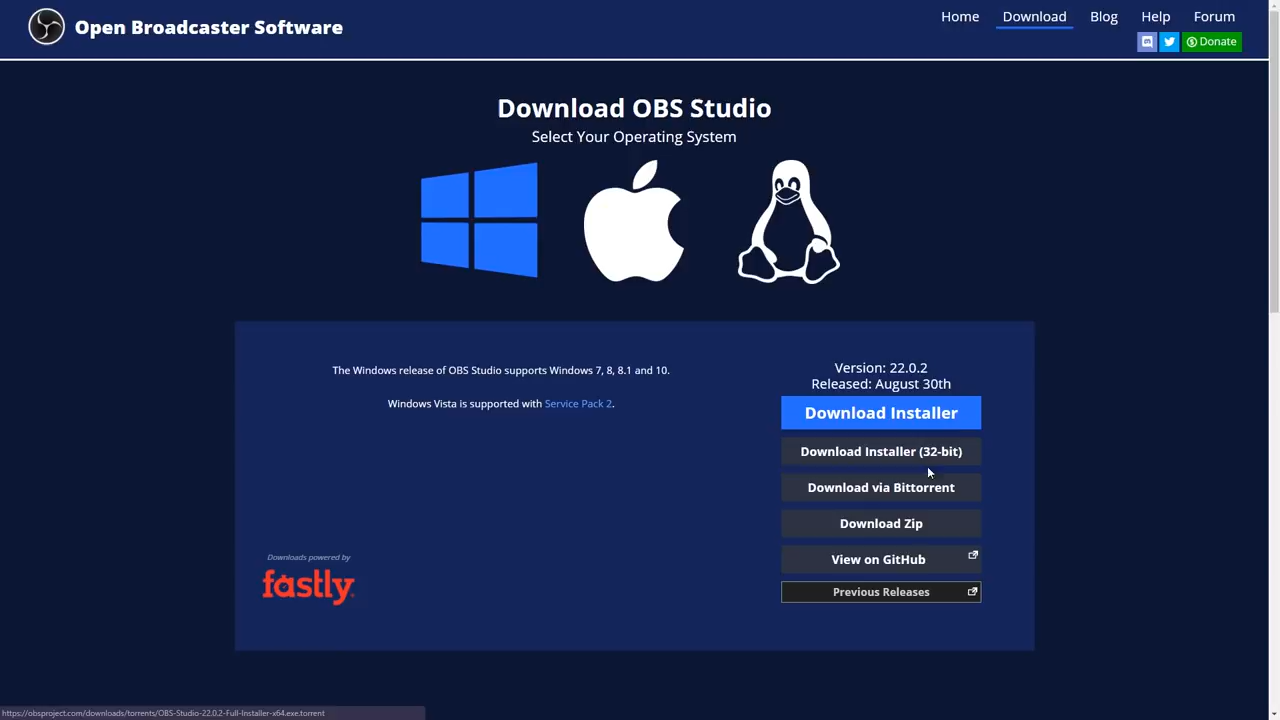 Open Broadcaster Software
Home
Download
Blog
Help
Forum
Donate
Download OBS Studio
Select Your Operating System
The Windows release of OBS Studio supports Windows 7, 8, 8.1 and 10.
Windows Vista is supported with Service Pack 2.
Downloads powered by
fastly
Version: 22.0.2
Released: August 30th
Download Installer
Download Installer (32-bit)
Download via Bittorrent
Download Zip
View on GitHub
Previous Releases
https://obsproject.com/downloads/torrents/OBS-Studio-22.0.2-Full-Installer-x64.exe.torrent